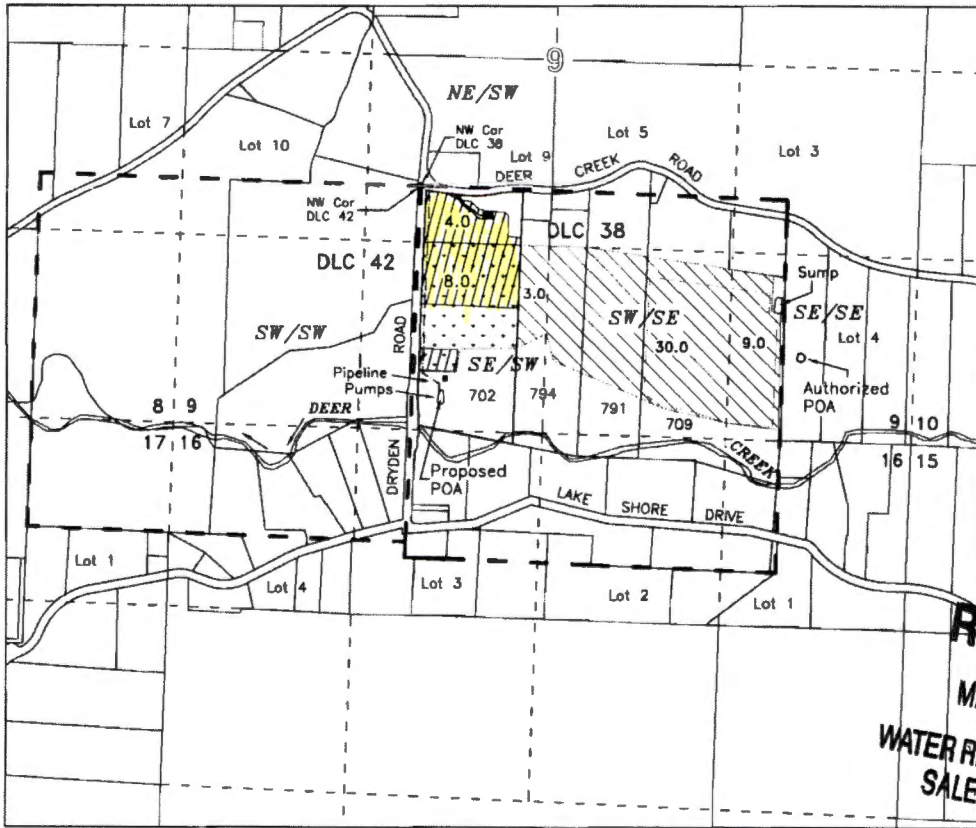 9
NE/SW
Lot 7
Lot 10
NW Cor
DLC 38
Lot 9
Lot 5
Lot 3
DEER CREEK ROAD
NW Cor
DLC 42
4.0
DLC 38
DLC 42
8.0
3.0
Sump
SW/SW
SW/SE
SE/SE
ROAD
30.0
9.0
Lot 4
SE/SW
Pipeline
Pumps
702
794
791
Authorized
POA
8 9
DEER
709
9 10
17 16
CREEK
16 15
DRYDEN
Proposed
POA
LAKE SHORE DRIVE
Lot 1
Lot 4
Lot 3
Lot 2
Lot 1
R
M
WATER R
SALE